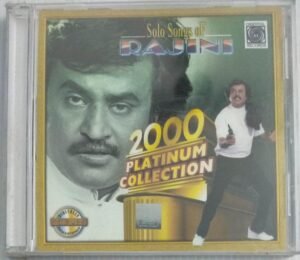 Solo Songs of
RAJINI
2000
PLATINUM
COLLECTION